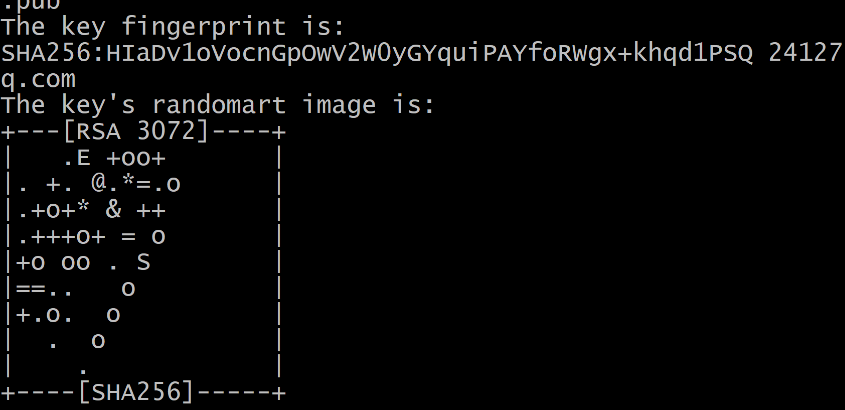 .pub
The key fingerprint is:
SHA256:HIaDv1oVocnGpOwV2W0yGYquiPAYfoRWgx+khqd1PSQ 24127
q.com
The key's randomart image is:
+---[RSA 3072]----+
|   .E +oo+       |
|. +. @.*=.o      |
|.+o+* & ++       |
|.+++o+ = o       |
|+o oo . S        |
|==..   o         |
|+.o.  o          |
|  .  o           |
|    .            |
+----[SHA256]-----+